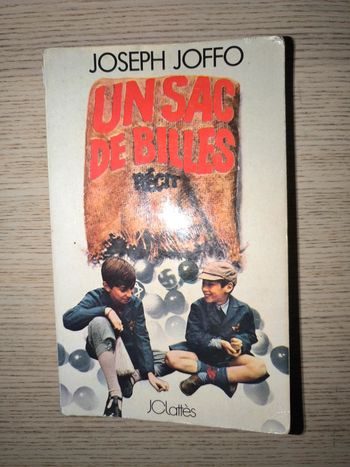 JOSEPH JOFFO
UN SAC
DE BILLES
RÉCIT
JCLattès